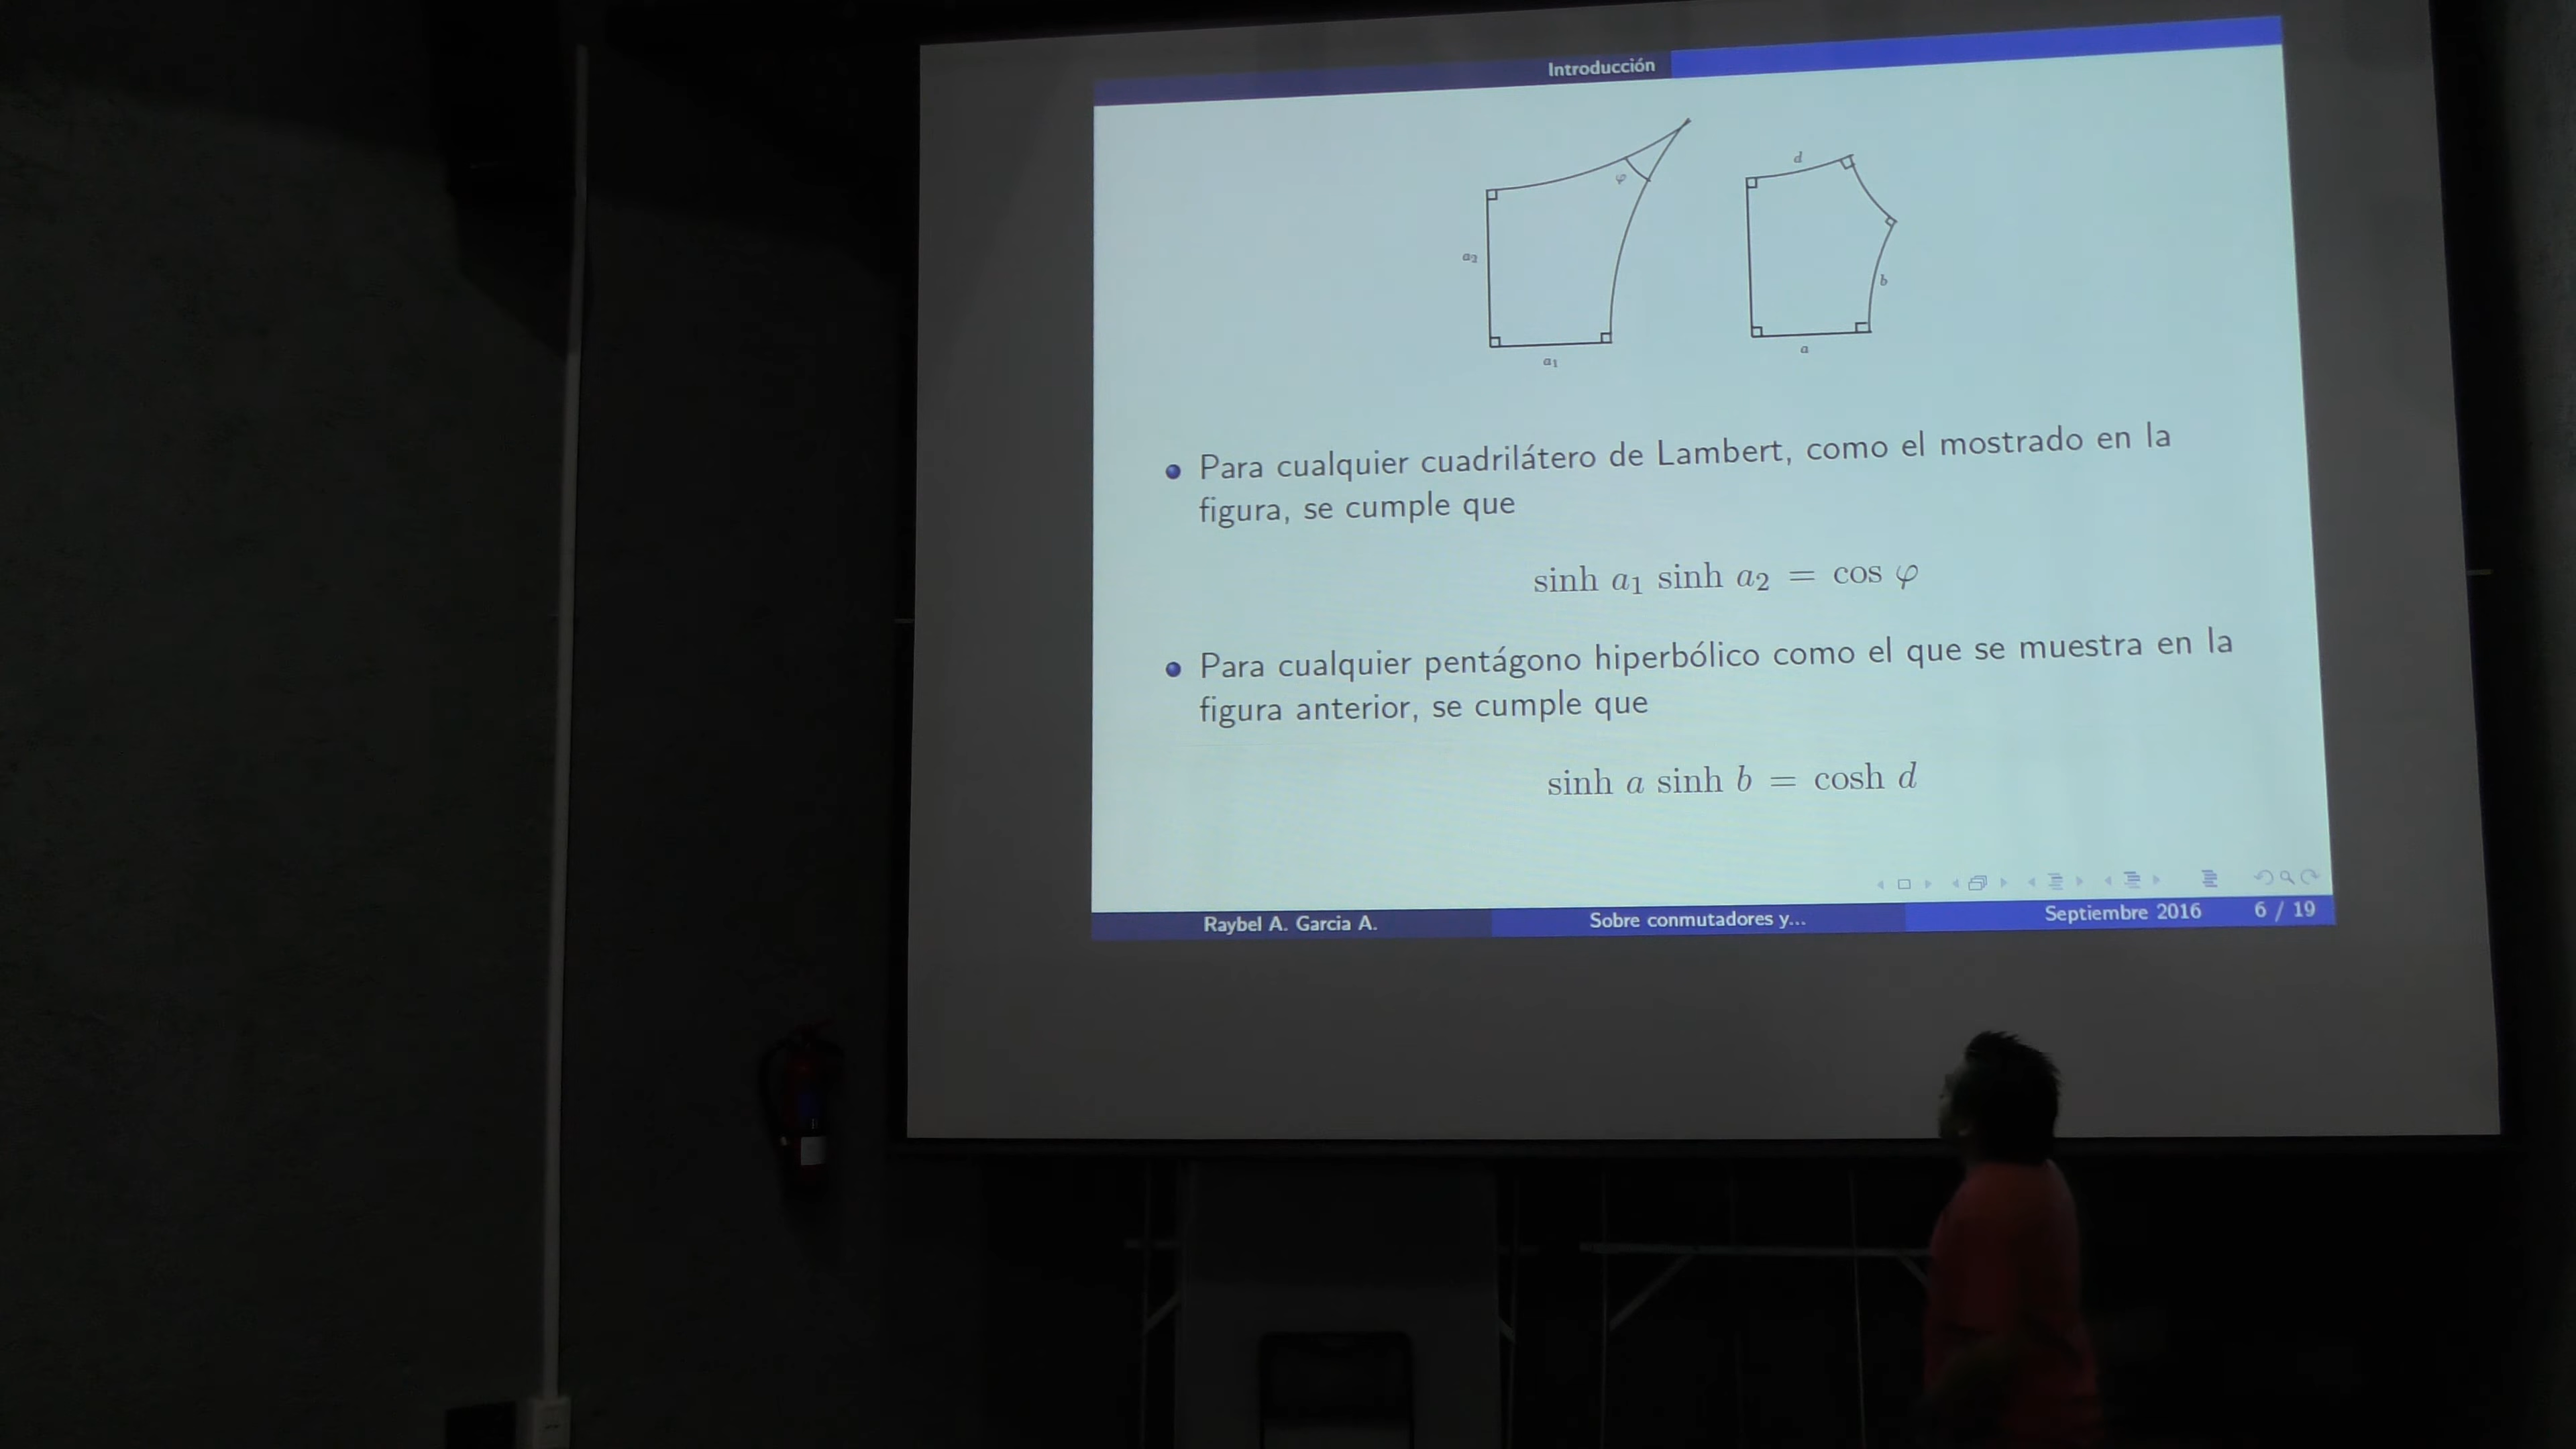 Introducción
d
φ
a₂
b
a₁
a
Para cualquier cuadrilátero de Lambert, como el mostrado en la
figura, se cumple que
sinh a₁ sinh a₂ = cos φ
Para cualquier pentágono hiperbólico como el que se muestra en la
figura anterior, se cumple que
sinh a sinh b = cosh d
Raybel A. Garcia A. Sobre conmutadores y... Septiembre 2016 6 / 19